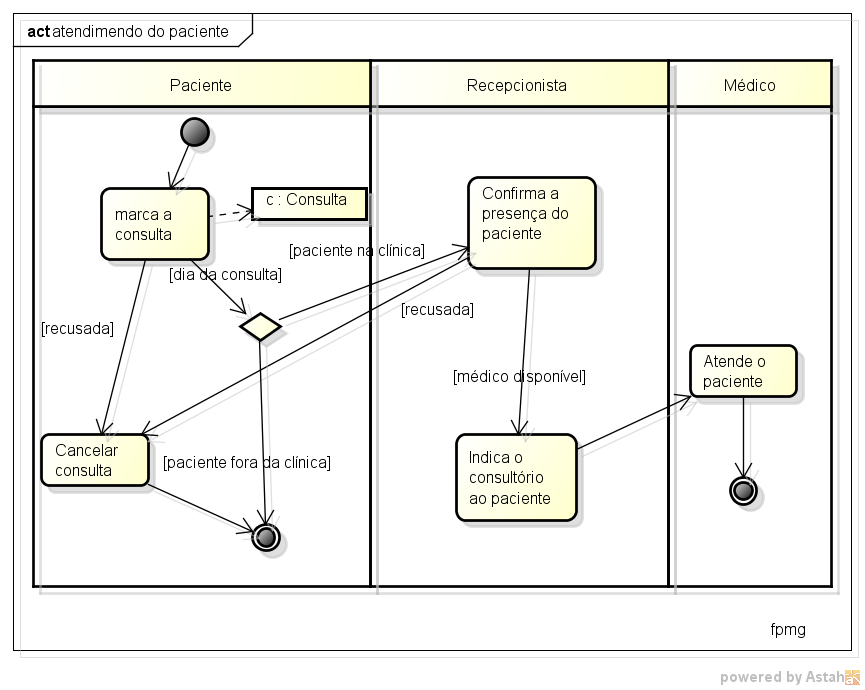 act atendimendo do paciente
Paciente
Recepcionista
Médico
marca a
consulta
c : Consulta
Confirma a
presença do
paciente
[paciente na clínica]
[dia da consulta]
[recusada]
[recusada]
[médico disponível]
Atende o
paciente
Cancelar
consulta
[paciente fora da clínica]
Indica o
consultório
ao paciente
fpmg
powered by Astah